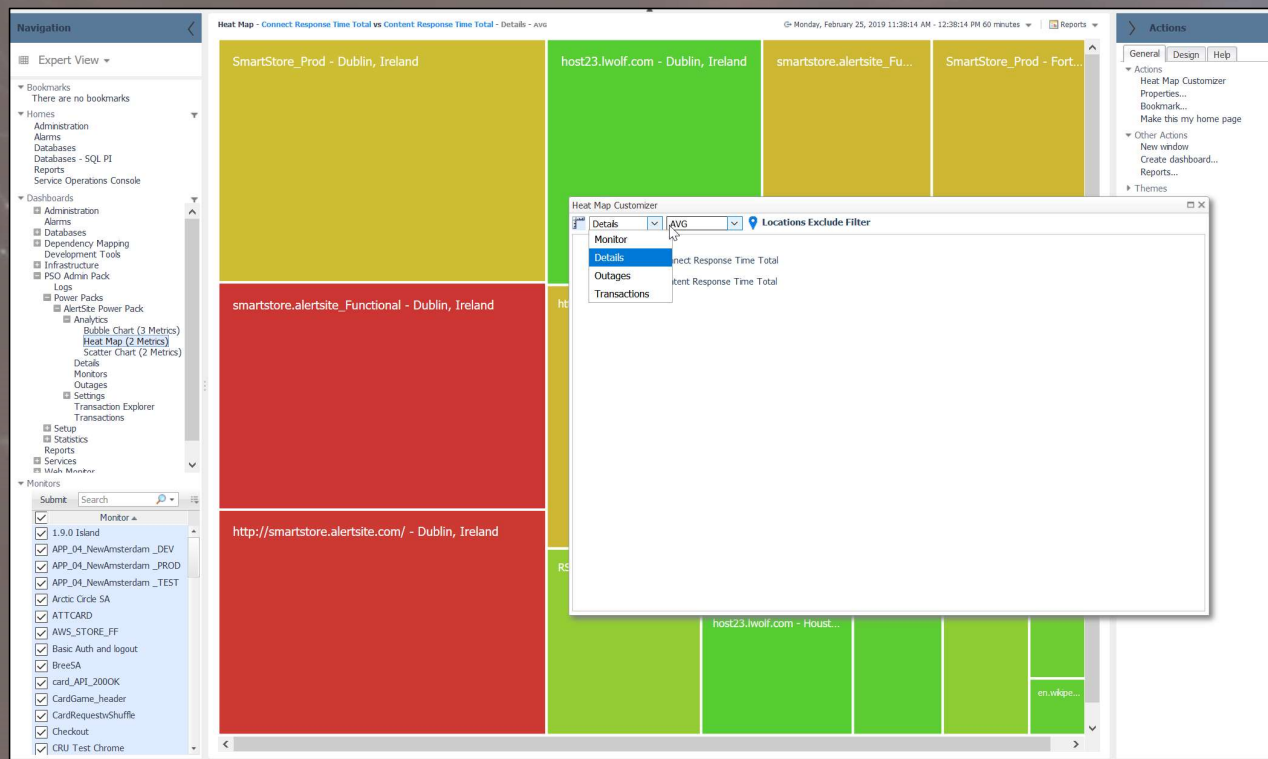 Navigation
Expert View
Bookmarks
There are no bookmarks
Homes
Administration
Alarms
Databases
Databases - SQL PI
Reports
Service Operations Console
Dashboards
Administration
Alarms
Databases
Dependency Mapping
Development Tools
Infrastructure
PSO Admin Pack
Logs
Power Packs
AlertSite Power Pack
Analytics
Bubble Chart (3 Metrics)
Heat Map (2 Metrics)
Scatter Chart (2 Metrics)
Details
Monitors
Outages
Settings
Transaction Explorer
Transactions
Setup
Statistics
Reports
Services
Web Monitor
Monitors
Submit Search
Monitor
1.9.0 Island
APP_04_NewAmsterdam _DEV
APP_04_NewAmsterdam _PROD
APP_04_NewAmsterdam _TEST
Arctic Circle SA
ATTCARD
AWS_STORE_FF
Basic Auth and logout
BreeSA
card_API_200OK
CardGame_header
CardRequestwShuffle
Checkout
CRU Test Chrome
Heat Map - Connect Response Time Total vs Content Response Time Total - Details - AVG
Monday, February 25, 2019 11:38:14 AM - 12:38:14 PM 60 minutes Reports
SmartStore_Prod - Dublin, Ireland
host23.lwolf.com - Dublin, Ireland
smartstore.alertsite_Fu...
SmartStore_Prod - Fort...
smartstore.alertsite_Functional - Dublin, Ireland
ht
http://smartstore.alertsite.com/ - Dublin, Ireland
RS
host23.lwolf.com - Houst...
en.wikipe...
Heat Map Customizer
Details AVG Locations Exclude Filter
Monitor
Details
Outages
Transactions
nnect Response Time Total
ntent Response Time Total
Actions
General Design Help
Actions
Heat Map Customizer
Properties...
Bookmark...
Make this my home page
Other Actions
New window
Create dashboard...
Reports...
Themes